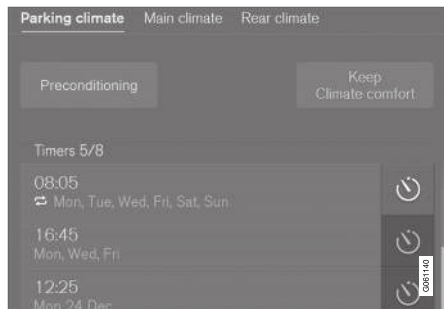 Parking climate Main climate Rear climate
Preconditioning
Keep
Climate comfort
Timers 5/8
08:05
Mon, Tue, Wed, Fri, Sat, Sun
16:45
Mon, Wed, Fri
12:25
Mon 24 Dec
G061140